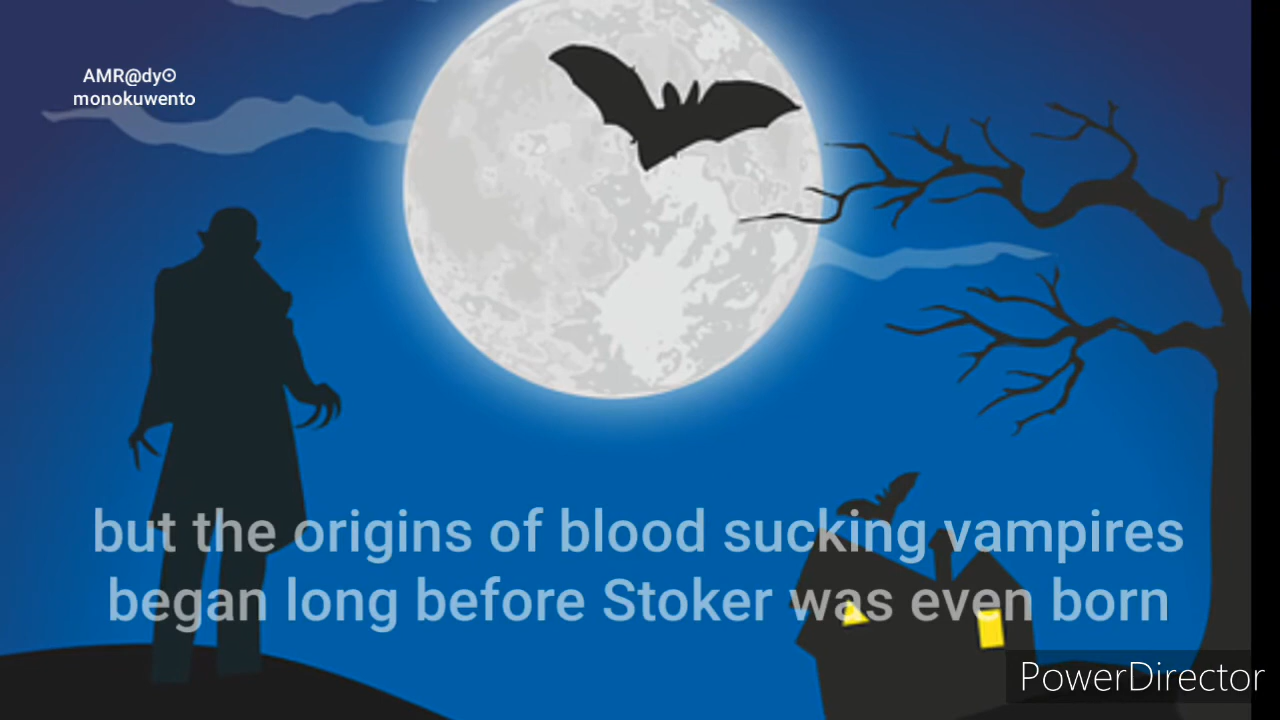 AMR@dy⊙
monokuwento
but the origins of blood sucking vampires
began long before Stoker was even born
PowerDirector